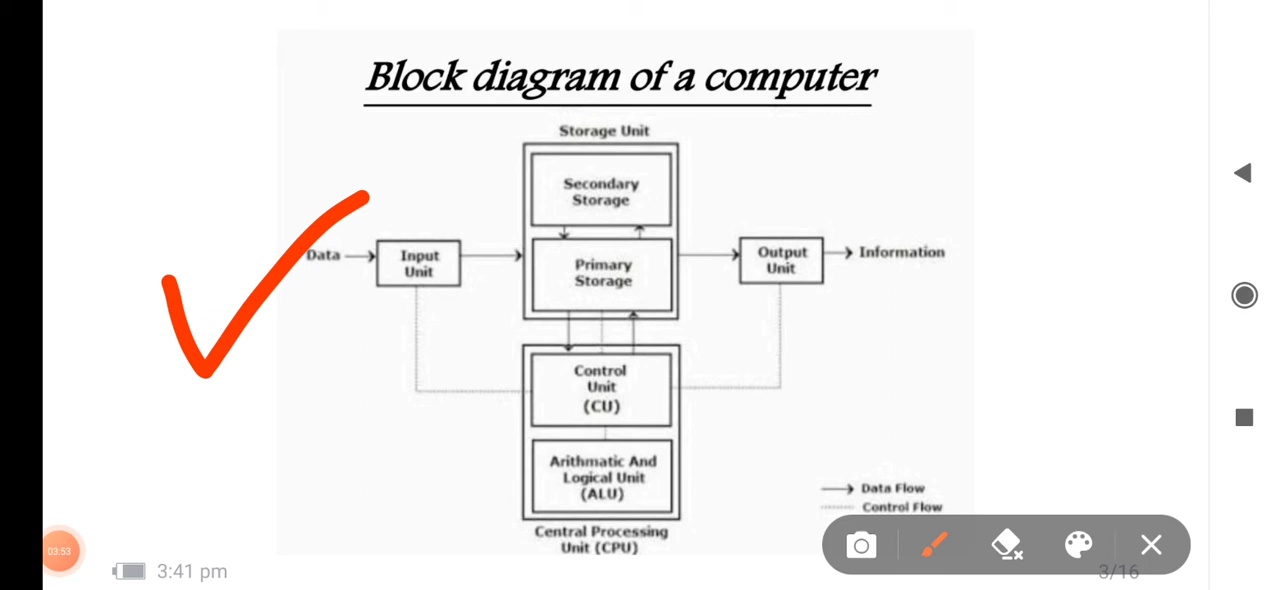 Block diagram of a computer
Storage Unit
Secondary
Storage
Data
Input
Unit
Primary
Storage
Output
Unit
Information
Control
Unit
(CU)
Arithmatic And
Logical Unit
(ALU)
Data Flow
Control Flow
Central Processing
Unit (CPU)
03:53
3:41 pm
3/16